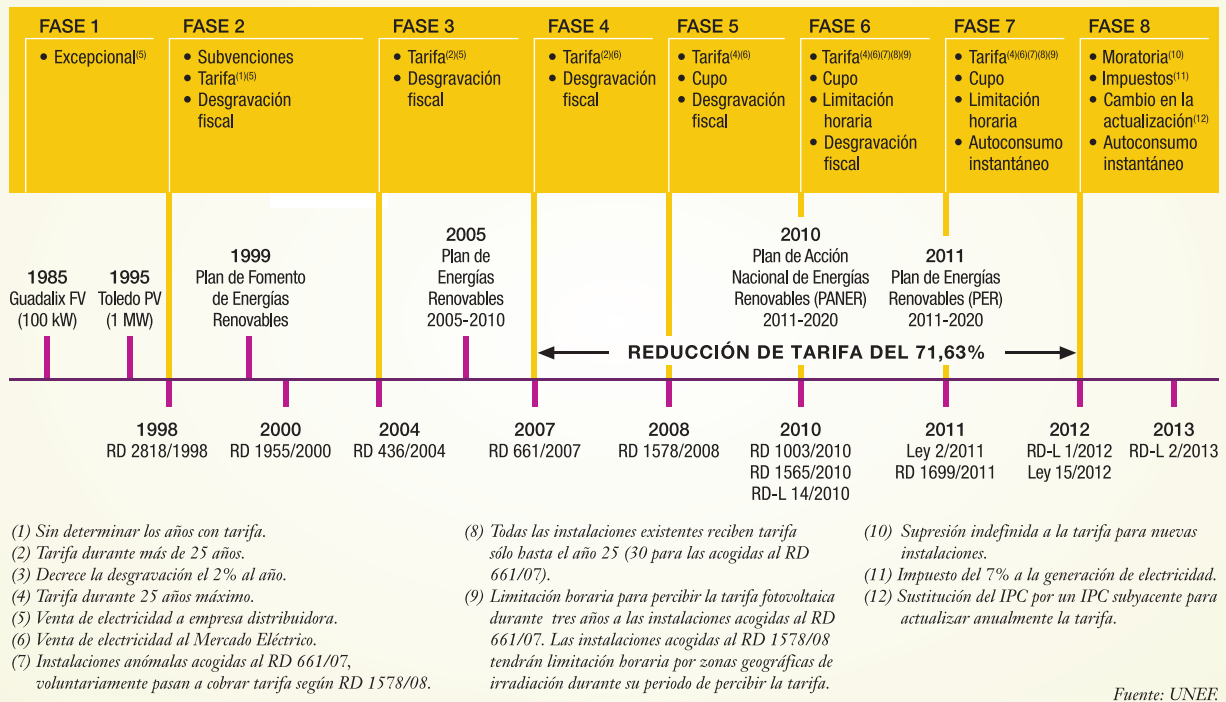 FASE 1
• Excepcional(5)
FASE 2
• Subvenciones
• Tarifa(1)(5)
• Desgravación
fiscal
FASE 3
• Tarifa(2)(5)
• Desgravación
fiscal
FASE 4
• Tarifa(2)(6)
• Desgravación
fiscal
FASE 5
• Tarifa(4)(6)
• Cupo
• Desgravación
fiscal
FASE 6
• Tarifa(4)(6)(7)(8)(9)
• Cupo
• Limitación
horaria
• Desgravación
fiscal
FASE 7
• Tarifa(4)(6)(7)(8)(9)
• Cupo
• Limitación
horaria
• Autoconsumo
instantáneo
FASE 8
• Moratoria(10)
• Impuestos(11)
• Cambio en la
actualización(12)
• Autoconsumo
instantáneo
1985
Guadalix FV
(100 kW)
1995
Toledo PV
(1 MW)
1999
Plan de Fomento
de Energías
Renovables
2005
Plan de
Energías
Renovables
2005-2010
2010
Plan de Acción
Nacional de Energías
Renovables (PANER)
2011-2020
2011
Plan de Energías
Renovables (PER)
2011-2020
REDUCCIÓN DE TARIFA DEL 71,63%
1998
RD 2818/1998
2000
RD 1955/2000
2004
RD 436/2004
2007
RD 661/2007
2008
RD 1578/2008
2010
RD 1003/2010
RD 1565/2010
RD-L 14/2010
2011
Ley 2/2011
RD 1699/2011
2012
RD-L 1/2012
Ley 15/2012
2013
RD-L 2/2013
(1) Sin determinar los años con tarifa.
(2) Tarifa durante más de 25 años.
(3) Decrece la desgravación el 2% al año.
(4) Tarifa durante 25 años máximo.
(5) Venta de electricidad a empresa distribuidora.
(6) Venta de electricidad al Mercado Eléctrico.
(7) Instalaciones anómalas acogidas al RD 661/07,
voluntariamente pasan a cobrar tarifa según RD 1578/08.
(8) Todas las instalaciones existentes reciben tarifa
sólo hasta el año 25 (30 para las acogidas al RD
661/07).
(9) Limitación horaria para percibir la tarifa fotovoltaica
durante tres años a las instalaciones acogidas al RD
661/07. Las instalaciones acogidas al RD 1578/08
tendrán limitación horaria por zonas geográficas de
irradiación durante su periodo de percibir la tarifa.
(10) Supresión indefinida a la tarifa para nuevas
instalaciones.
(11) Impuesto del 7% a la generación de electricidad.
(12) Sustitución del IPC por un IPC subyacente para
actualizar anualmente la tarifa.
Fuente: UNEF.